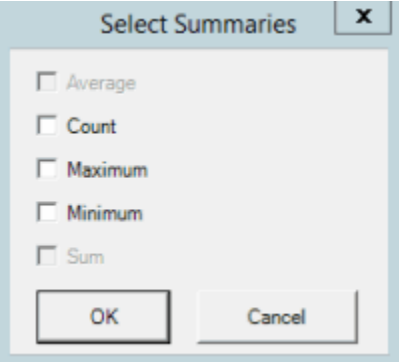 Select Summaries
x
Average
Count
Maximum
Minimum
Sum
OK Cancel